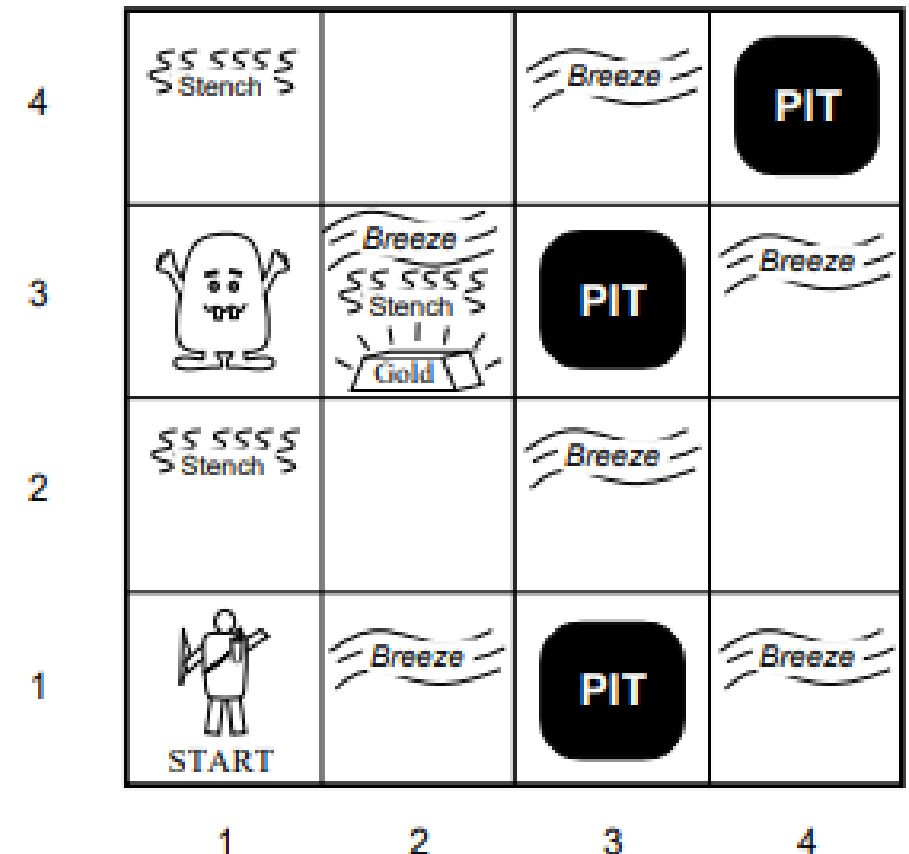 4
Stench
Breeze
PIT
3
Breeze
Stench
Gold
PIT
Breeze
2
Stench
Breeze
1
START
Breeze
PIT
Breeze
1 2 3 4